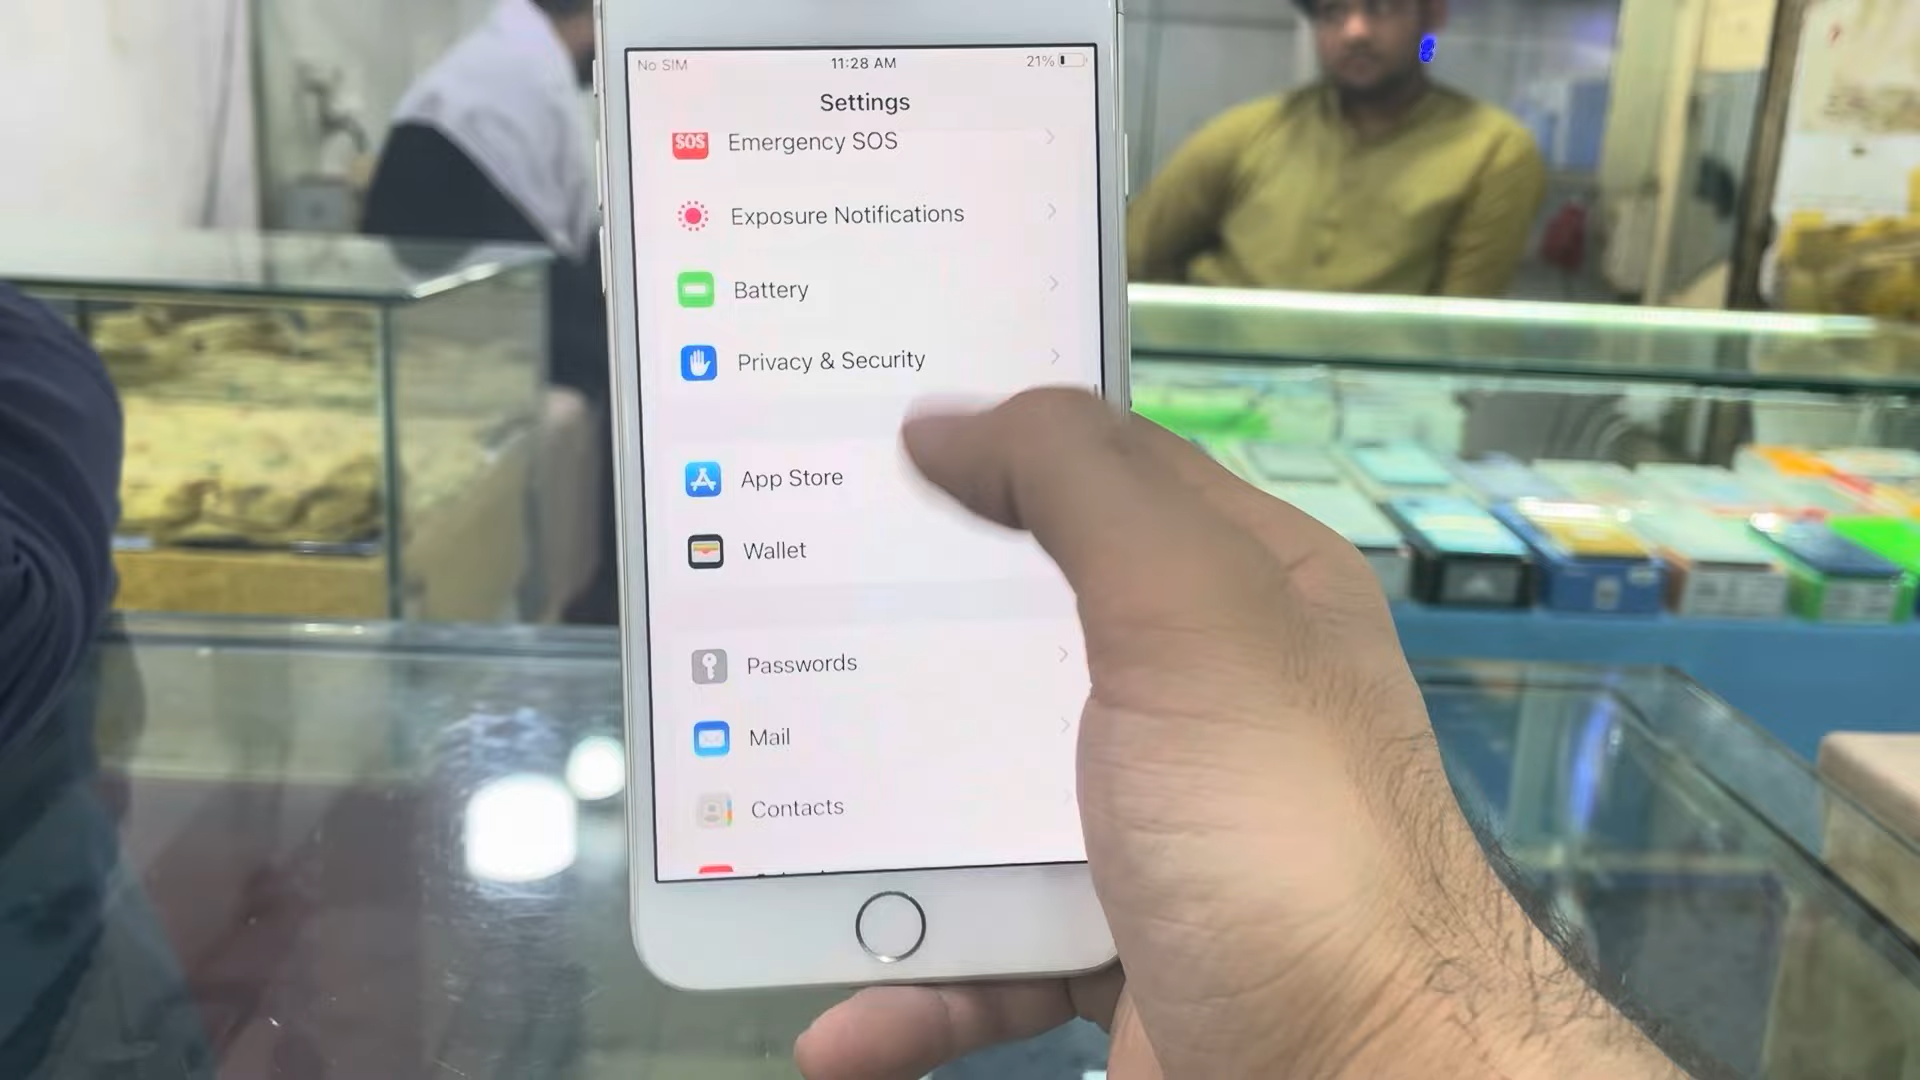 No SIM 11:28 AM 21%
Settings
SOS Emergency SOS
Exposure Notifications
Battery
Privacy & Security
App Store
Wallet
Passwords
Mail
Contacts